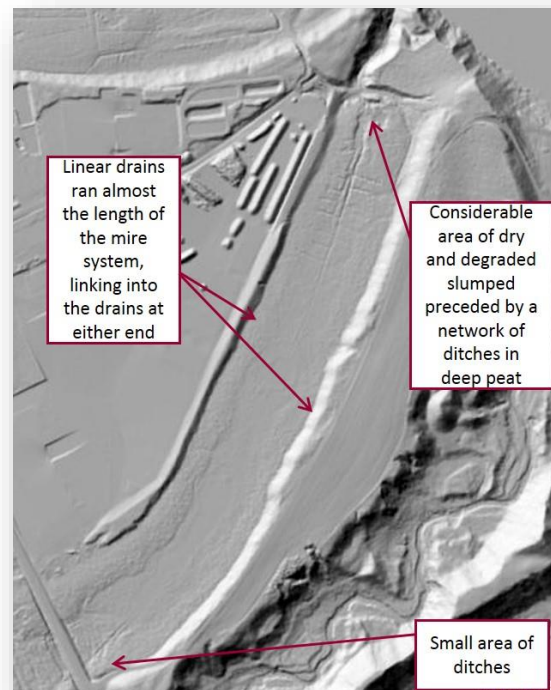 Linear drains
ran almost
the length of
the mire
system,
linking into
the drains at
either end
Considerable
area of dry
and degraded
slumped
preceded by a
network of
ditches in
deep peat
Small area of
ditches